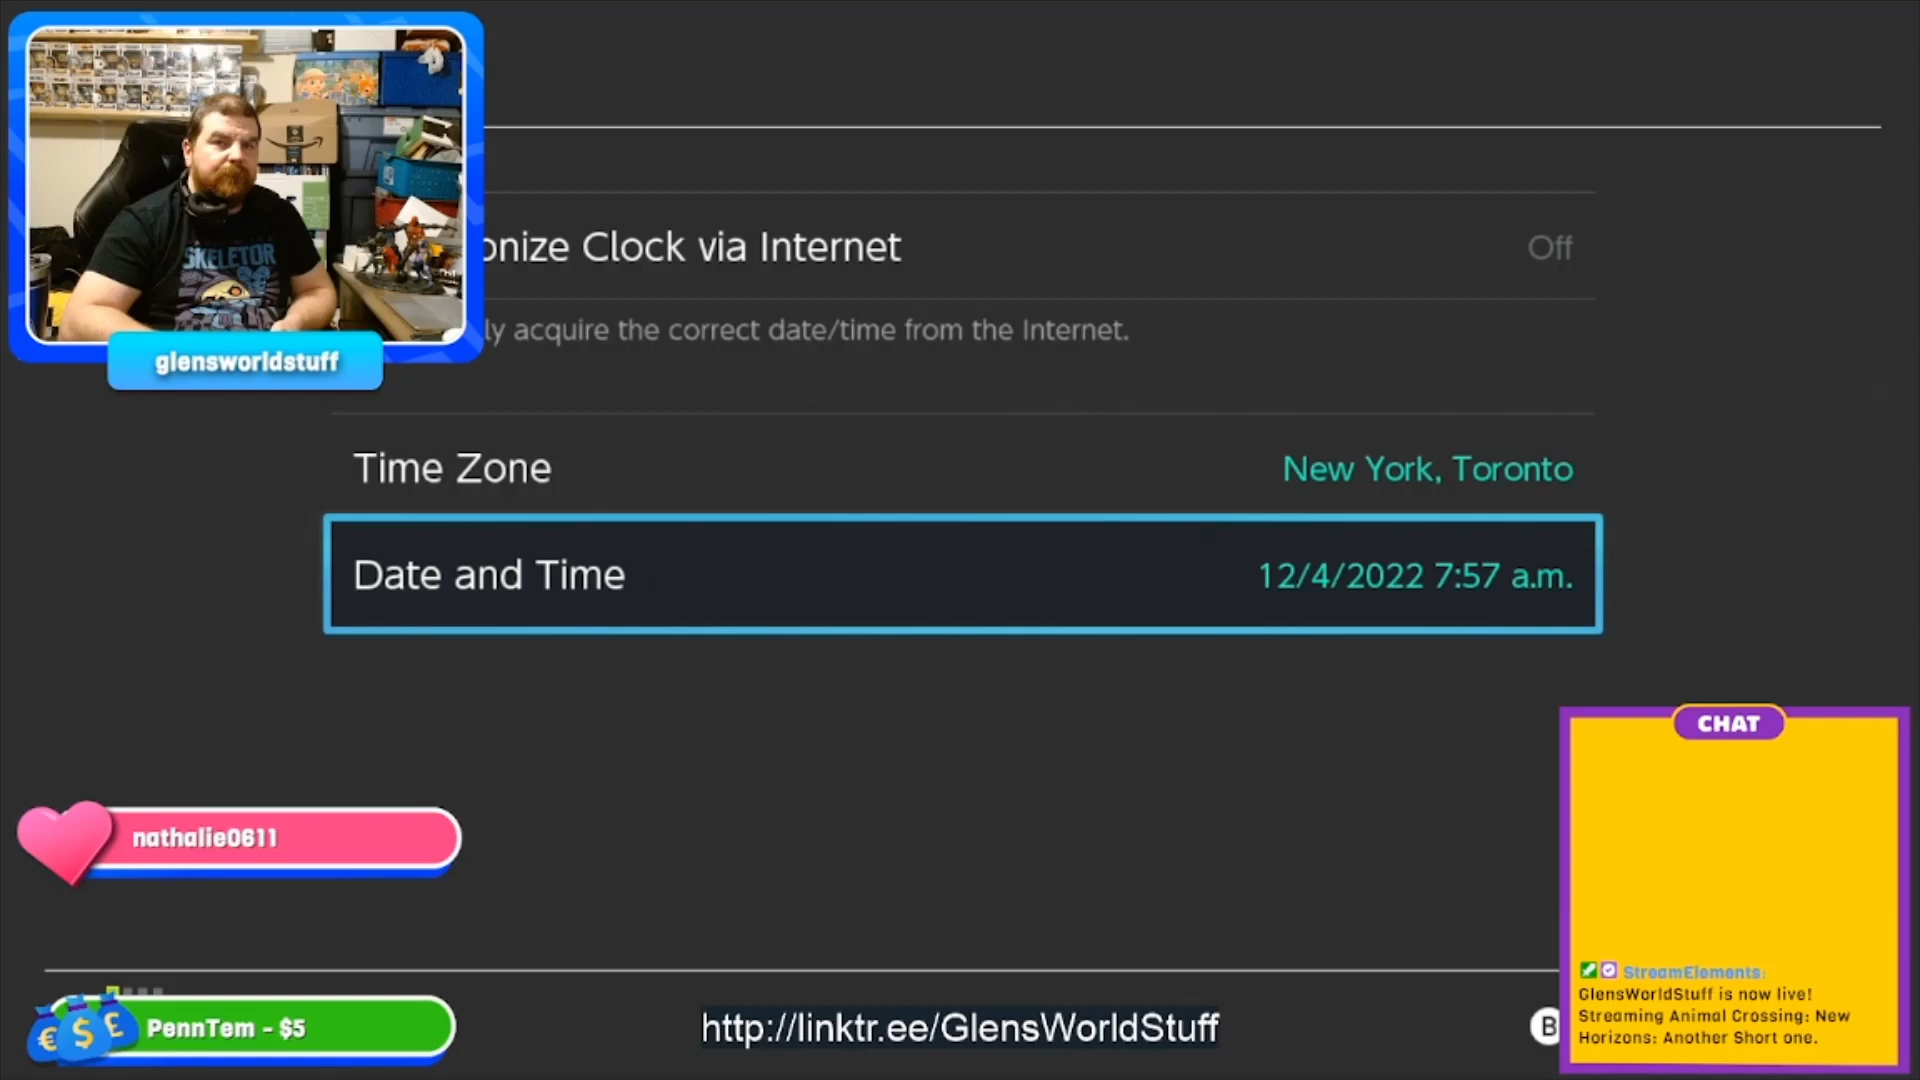 SKELETOR
glensworldstuff
onize Clock via Internet
Off
ly acquire the correct date/time from the Internet.
Time Zone
New York, Toronto
Date and Time
12/4/2022 7:57 a.m.
nathalie0611
€ $ £ PennTem - $5
http://linktr.ee/GlensWorldStuff
B
CHAT
StreamElements:
GlensWorldStuff is now live!
Streaming Animal Crossing: New
Horizons: Another Short one.